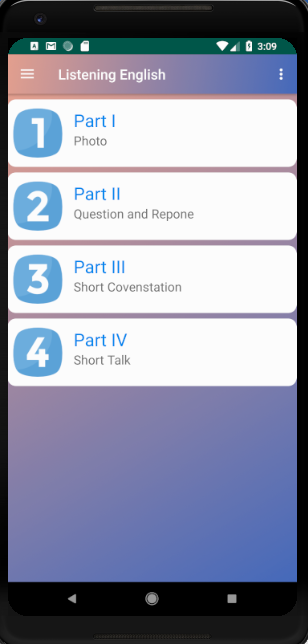 3:09
Listening English
1
Part I
Photo
2
Part II
Question and Repone
3
Part III
Short Covenstation
4
Part IV
Short Talk